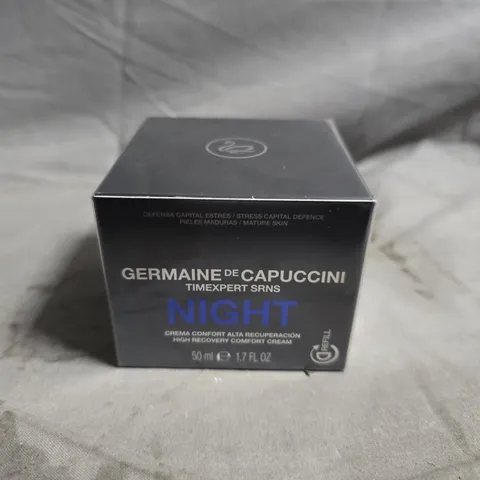 DEFENSA CAPITAL ESTRÉS / STRESS CAPITAL DEFENCE
PIELES MADURAS / MATURE SKIN
GERMAINE DE CAPUCCINI
TIMEXPERT SRNS
NIGHT
CREMA CONFORT ALTA RECUPERACIÓN
HIGH RECOVERY COMFORT CREAM
50 ml ℮ 1.7 FL OZ
REFILL